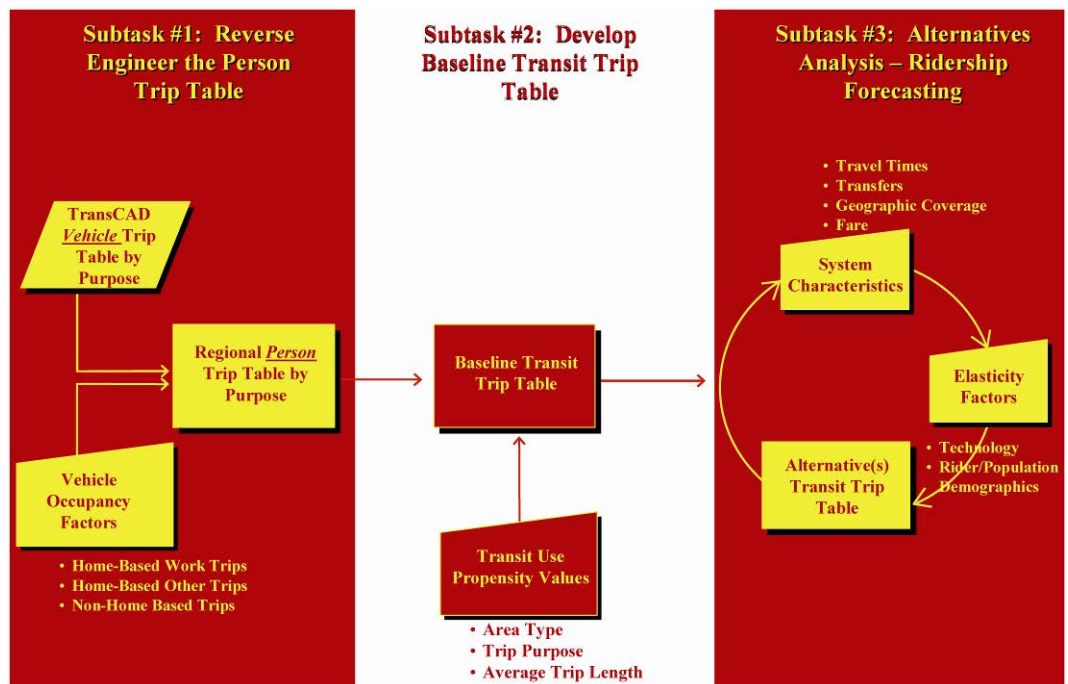 Subtask #1: Reverse
Engineer the Person
Trip Table
TransCAD
Vehicle Trip
Table by
Purpose
Regional Person
Trip Table by
Purpose
Vehicle
Occupancy
Factors
• Home-Based Work Trips
• Home-Based Other Trips
• Non-Home Based Trips
Subtask #2: Develop
Baseline Transit Trip
Table
Baseline Transit
Trip Table
Transit Use
Propensity Values
• Area Type
• Trip Purpose
• Average Trip Length
Subtask #3: Alternatives
Analysis – Ridership
Forecasting
• Travel Times
• Transfers
• Geographic Coverage
• Fare
System
Characteristics
Elasticity
Factors
• Technology
• Rider/Population
Demographics
Alternative(s)
Transit Trip
Table